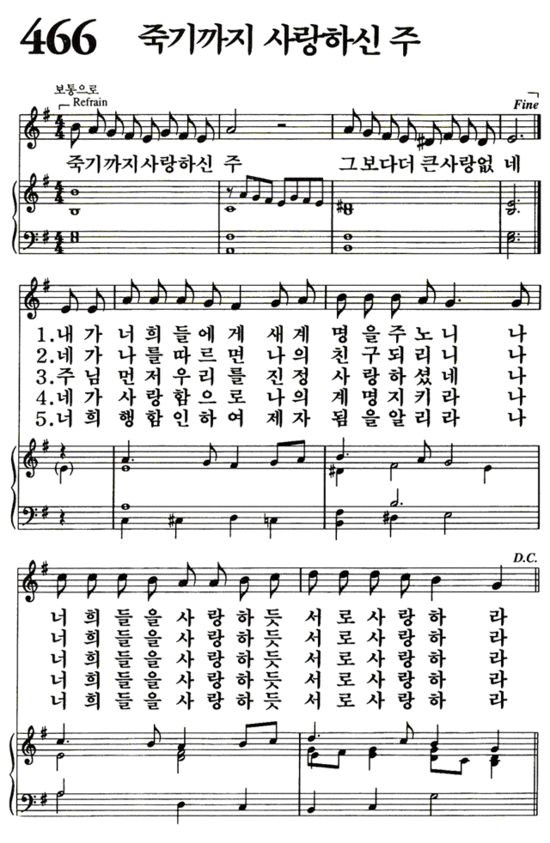 466 죽기까지 사랑하신 주
보통으로
Refrain
Fine
죽기까지사랑하신 주 그보다더 큰사랑없 네
1.내 가 너희들에게 새계 명을주노니 나
2.네가 나를따르면 나의 친구되리니 나
3.주님 먼저우리를 진정 사랑하셨네 나
4.네가 사랑함으로 나의 계명지키라 나
5.너희 행함인하여 제자 됨을알리라 나
D.C.
너희들을사랑하듯 서로사랑하 라
너희들을사랑하듯 서로사랑하 라
너희들을사랑하듯 서로사랑하 라
너희들을사랑하듯 서로사랑하 라
너희들을사랑하듯 서로사랑하 라